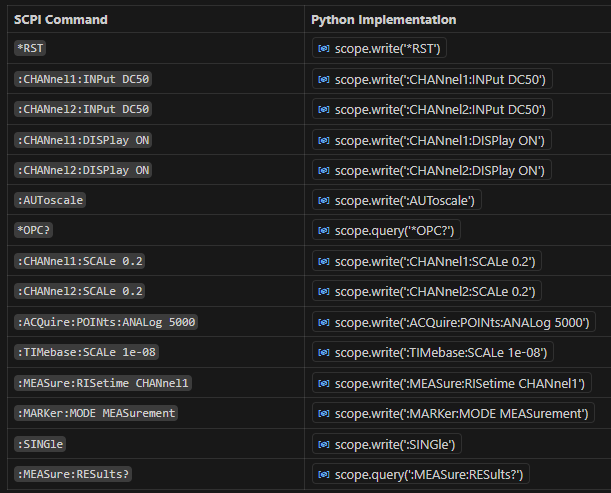 SCPI Command Python Implementation
*RST scope.write('*RST')
:CHANnel1:INPut DC50 scope.write(':CHANnel1:INPut DC50')
:CHANnel2:INPut DC50 scope.write(':CHANnel2:INPut DC50')
:CHANnel1:DISPlay ON scope.write(':CHANnel1:DISPlay ON')
:CHANnel2:DISPlay ON scope.write(':CHANnel2:DISPlay ON')
:AUToscale scope.write(':AUToscale')
*OPC? scope.query('*OPC?')
:CHANnel1:SCALe 0.2 scope.write(':CHANnel1:SCALe 0.2')
:CHANnel2:SCALe 0.2 scope.write(':CHANnel2:SCALe 0.2')
:ACQuire:POINts:ANALog 5000 scope.write(':ACQuire:POINts:ANALog 5000')
:TIMebase:SCALe 1e-08 scope.write(':TIMebase:SCALe 1e-08')
:MEASure:RISetime CHANnel1 scope.write(':MEASure:RISetime CHANnel1')
:MARKer:MODE MEASurement scope.write(':MARKer:MODE MEASurement')
:SINGle scope.write(':SINGle')
:MEASure:RESults? scope.query(':MEASure:RESults?')